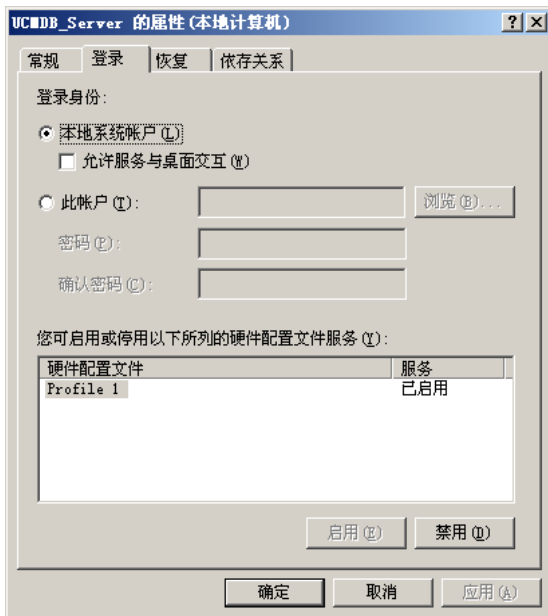 UCMDB_Server 的属性(本地计算机)
常规 登录 恢复 依存关系
登录身份:
本地系统帐户(L)
允许服务与桌面交互(W)
此帐户(T): 浏览(B)...
密码(P):
确认密码(C):
您可启用或停用以下所列的硬件配置文件服务(Y):
硬件配置文件 服务
Profile 1 已启用
启用(E) 禁用(D)
确定 取消 应用(A)